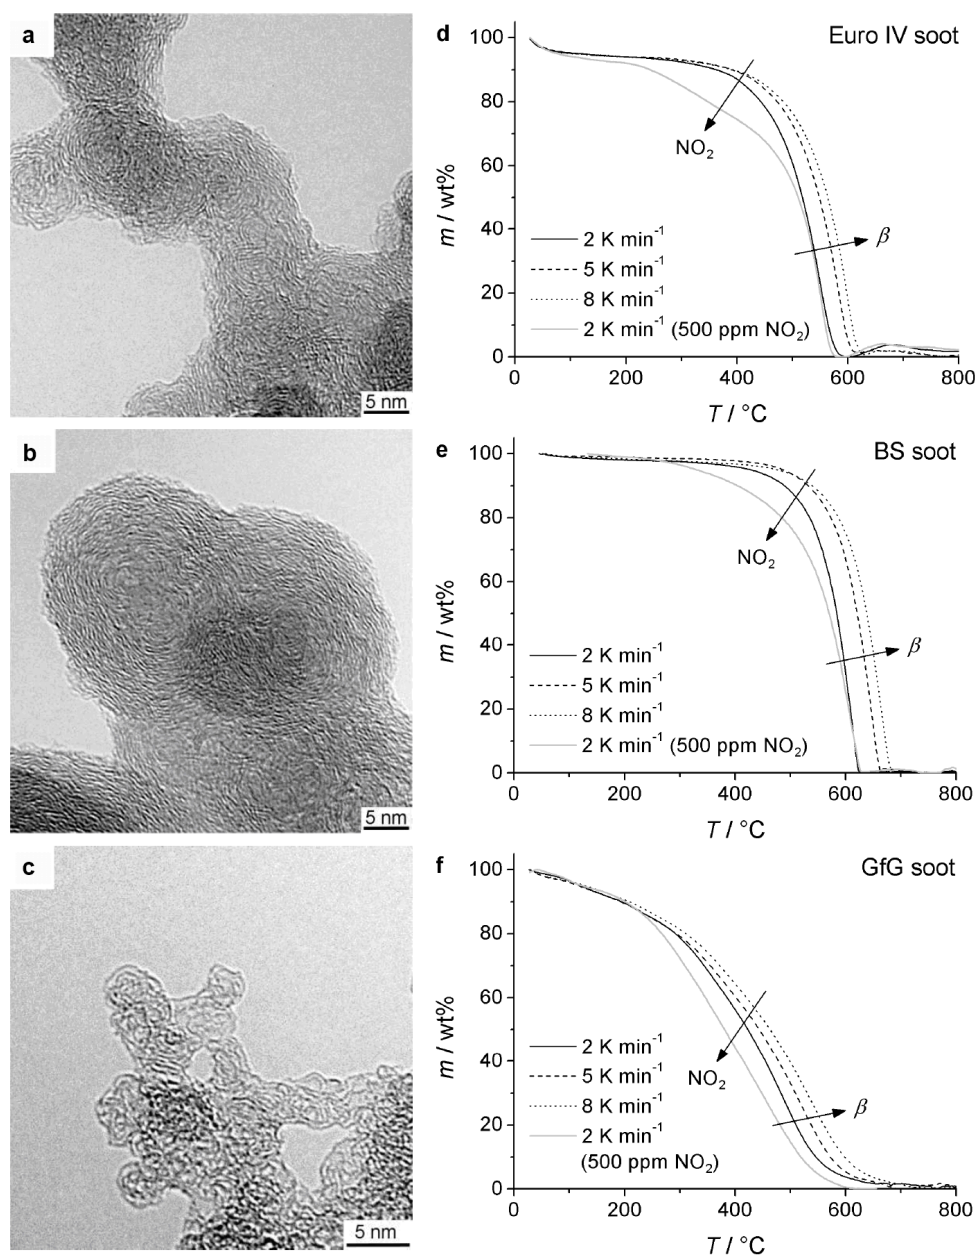 a
5 nm
b
5 nm
c
5 nm
d
Euro IV soot
100
80
60
40
20
0
m / wt%
NO₂
β
2 K min⁻¹
5 K min⁻¹
8 K min⁻¹
2 K min⁻¹ (500 ppm NO₂)
0 200 400 600 800
T / °C
e
BS soot
100
80
60
40
20
0
m / wt%
NO₂
β
2 K min⁻¹
5 K min⁻¹
8 K min⁻¹
2 K min⁻¹ (500 ppm NO₂)
0 200 400 600 800
T / °C
f
GfG soot
100
80
60
40
20
0
m / wt%
NO₂
β
2 K min⁻¹
5 K min⁻¹
8 K min⁻¹
2 K min⁻¹
(500 ppm NO₂)
0 200 400 600 800
T / °C